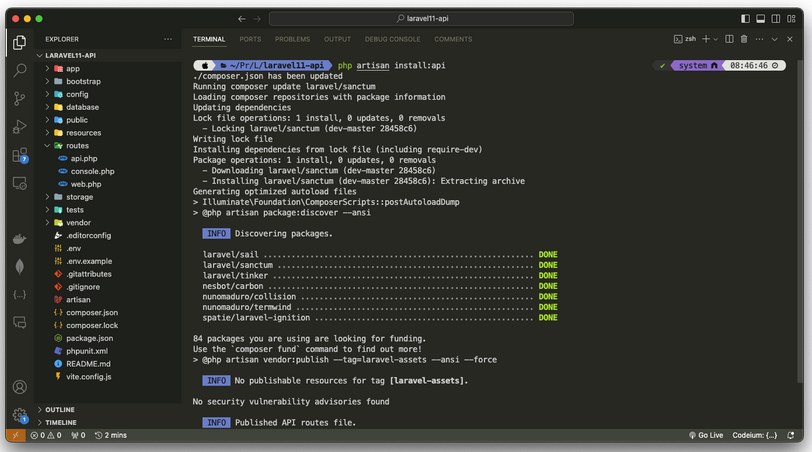 laravel11-api
EXPLORER
LARAVEL11-API
app
bootstrap
config
database
public
resources
routes
api.php
console.php
web.php
storage
tests
vendor
.editorconfig
.env
.env.example
.gitattributes
.gitignore
artisan
composer.json
composer.lock
package.json
phpunit.xml
README.md
vite.config.js
OUTLINE
TIMELINE
7
1
TERMINAL PORTS PROBLEMS OUTPUT DEBUG CONSOLE COMMENTS
zsh
~/Pr/L/laravel11-api php artisan install:api ✔ system 08:46:46
./composer.json has been updated
Running composer update laravel/sanctum
Loading composer repositories with package information
Updating dependencies
Lock file operations: 1 install, 0 updates, 0 removals
- Locking laravel/sanctum (dev-master 28458c6)
Writing lock file
Installing dependencies from lock file (including require-dev)
Package operations: 1 install, 0 updates, 0 removals
- Downloading laravel/sanctum (dev-master 28458c6)
- Installing laravel/sanctum (dev-master 28458c6): Extracting archive
Generating optimized autoload files
> Illuminate\Foundation\ComposerScripts::postAutoloadDump
> @php artisan package:discover --ansi
INFO Discovering packages.
laravel/sail ........................................................ DONE
laravel/sanctum ..................................................... DONE
laravel/tinker ...................................................... DONE
nesbot/carbon ....................................................... DONE
nunomaduro/collision ................................................ DONE
nunomaduro/termwind ................................................. DONE
spatie/laravel-ignition ............................................. DONE
84 packages you are using are looking for funding.
Use the `composer fund` command to find out more!
> @php artisan vendor:publish --tag=laravel-assets --ansi --force
INFO No publishable resources for tag [laravel-assets].
No security vulnerability advisories found
INFO Published API routes file.
0 0 0 2 mins Go Live Codeium: {...}